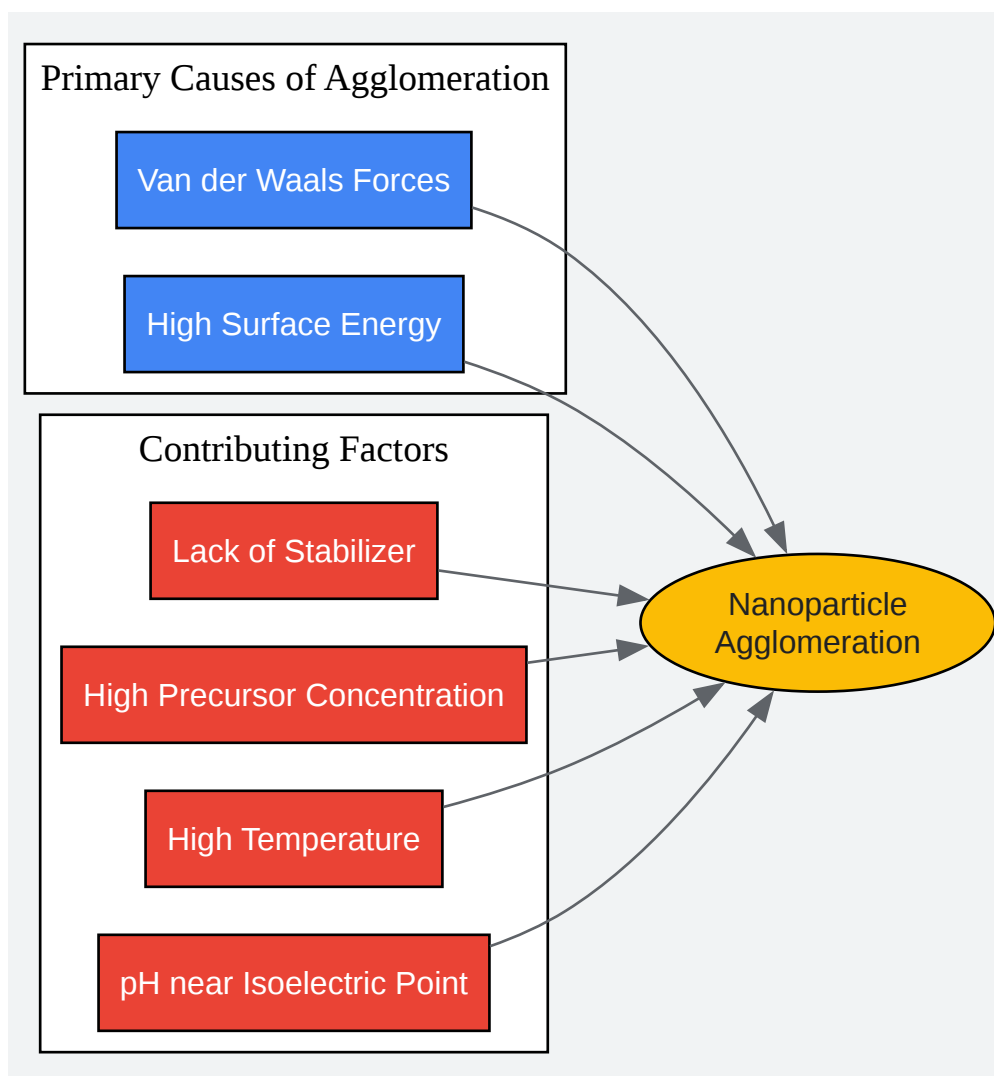 Primary Causes of Agglomeration
Van der Waals Forces
High Surface Energy
Contributing Factors
Lack of Stabilizer
High Precursor Concentration
High Temperature
pH near Isoelectric Point
Nanoparticle
Agglomeration